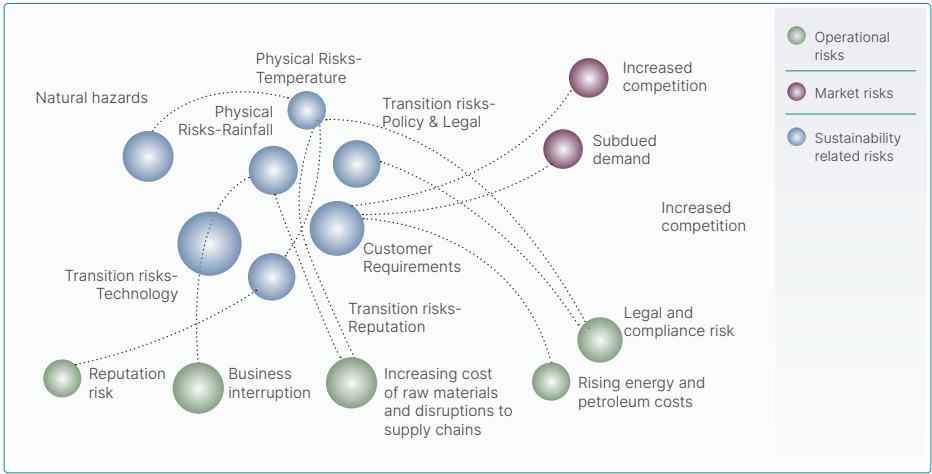 Physical Risks-
Temperature
Natural hazards
Physical
Risks-Rainfall
Transition risks-
Policy & Legal
Increased
competition
Subdued
demand
Increased
competition
Customer
Requirements
Transition risks-
Technology
Transition risks-
Reputation
Legal and
compliance risk
Reputation
risk
Business
interruption
Increasing cost
of raw materials
and disruptions to
supply chains
Rising energy and
petroleum costs
Operational
risks
Market risks
Sustainability
related risks